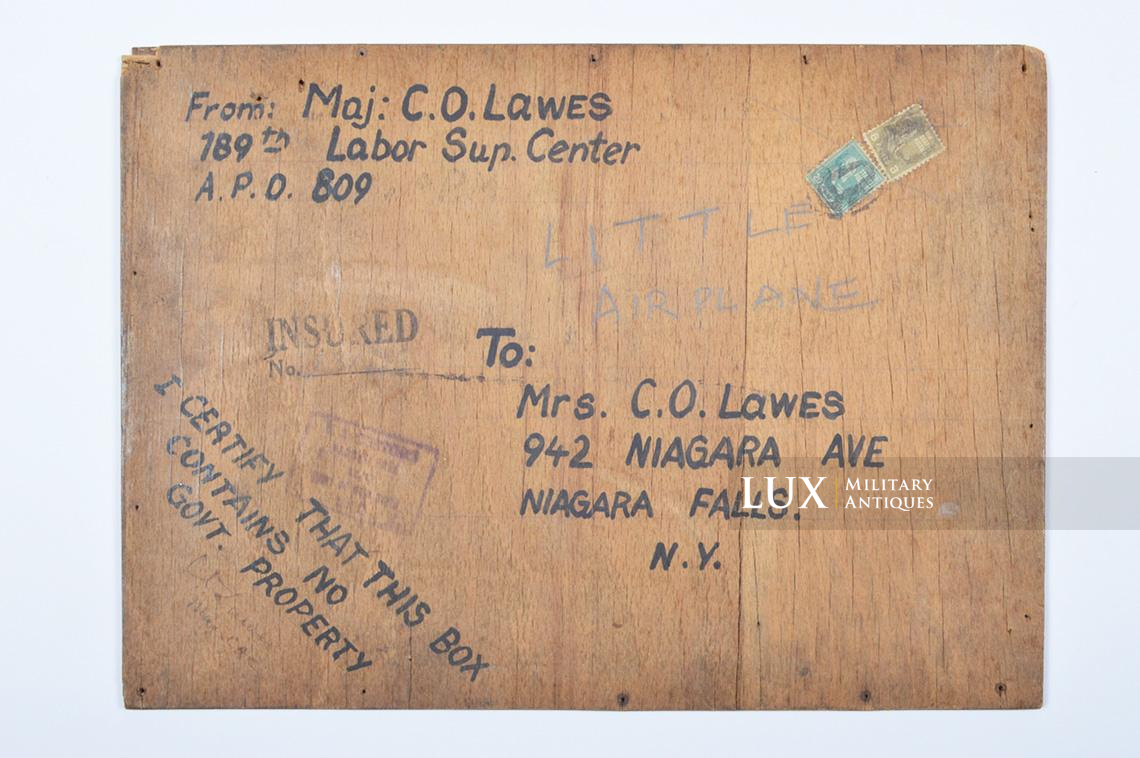 From: Maj: C.O. Lawes
189th Labor Sup. Center
A.P.O. 809
LITTLE
AIRPLANE
INSURED
No.
To:
Mrs. C.O. Lawes
942 NIAGARA AVE
NIAGARA FALLS.
N.Y.
I CERTIFY THAT THIS BOX
CONTAINS NO
GOVT. PROPERTY
LUX MILITARY ANTIQUES